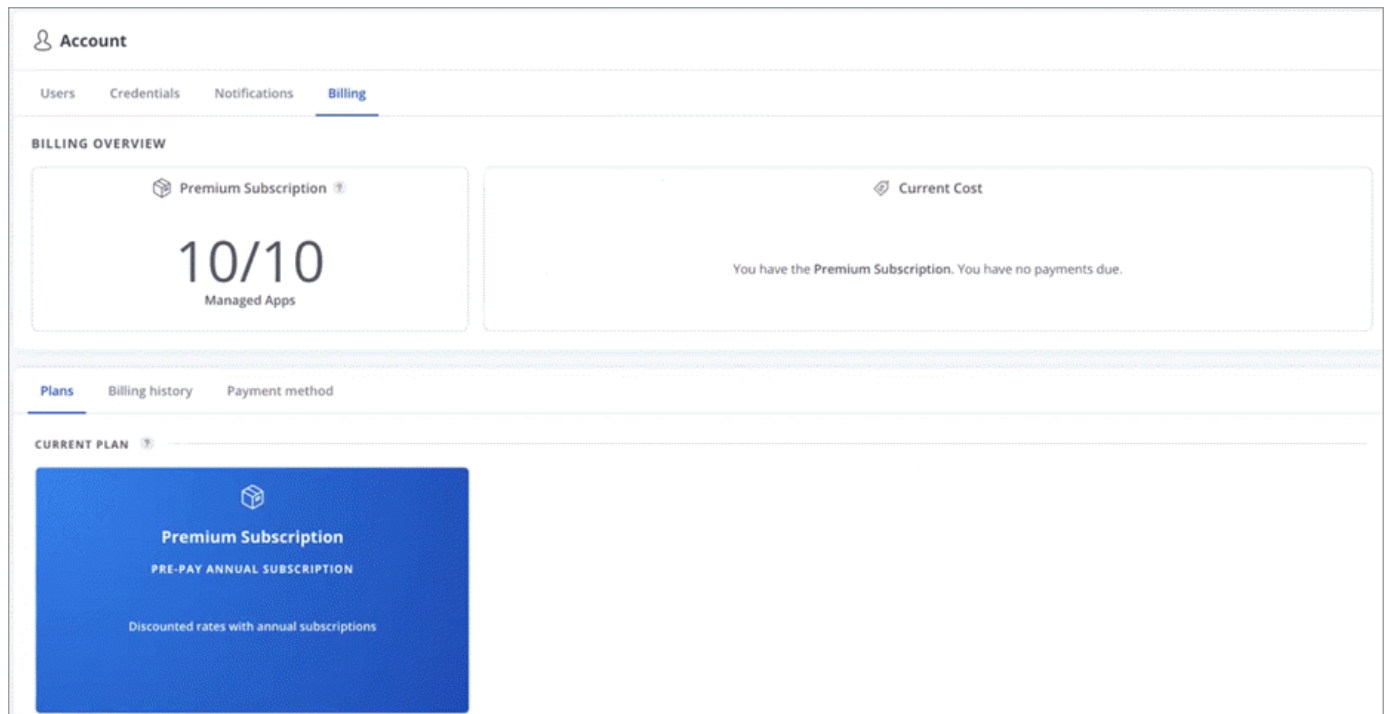 Account
Users Credentials Notifications Billing
BILLING OVERVIEW
Premium Subscription ?
10/10
Managed Apps
Current Cost
You have the Premium Subscription. You have no payments due.
Plans Billing history Payment method
CURRENT PLAN ?
Premium Subscription
PRE-PAY ANNUAL SUBSCRIPTION
Discounted rates with annual subscriptions